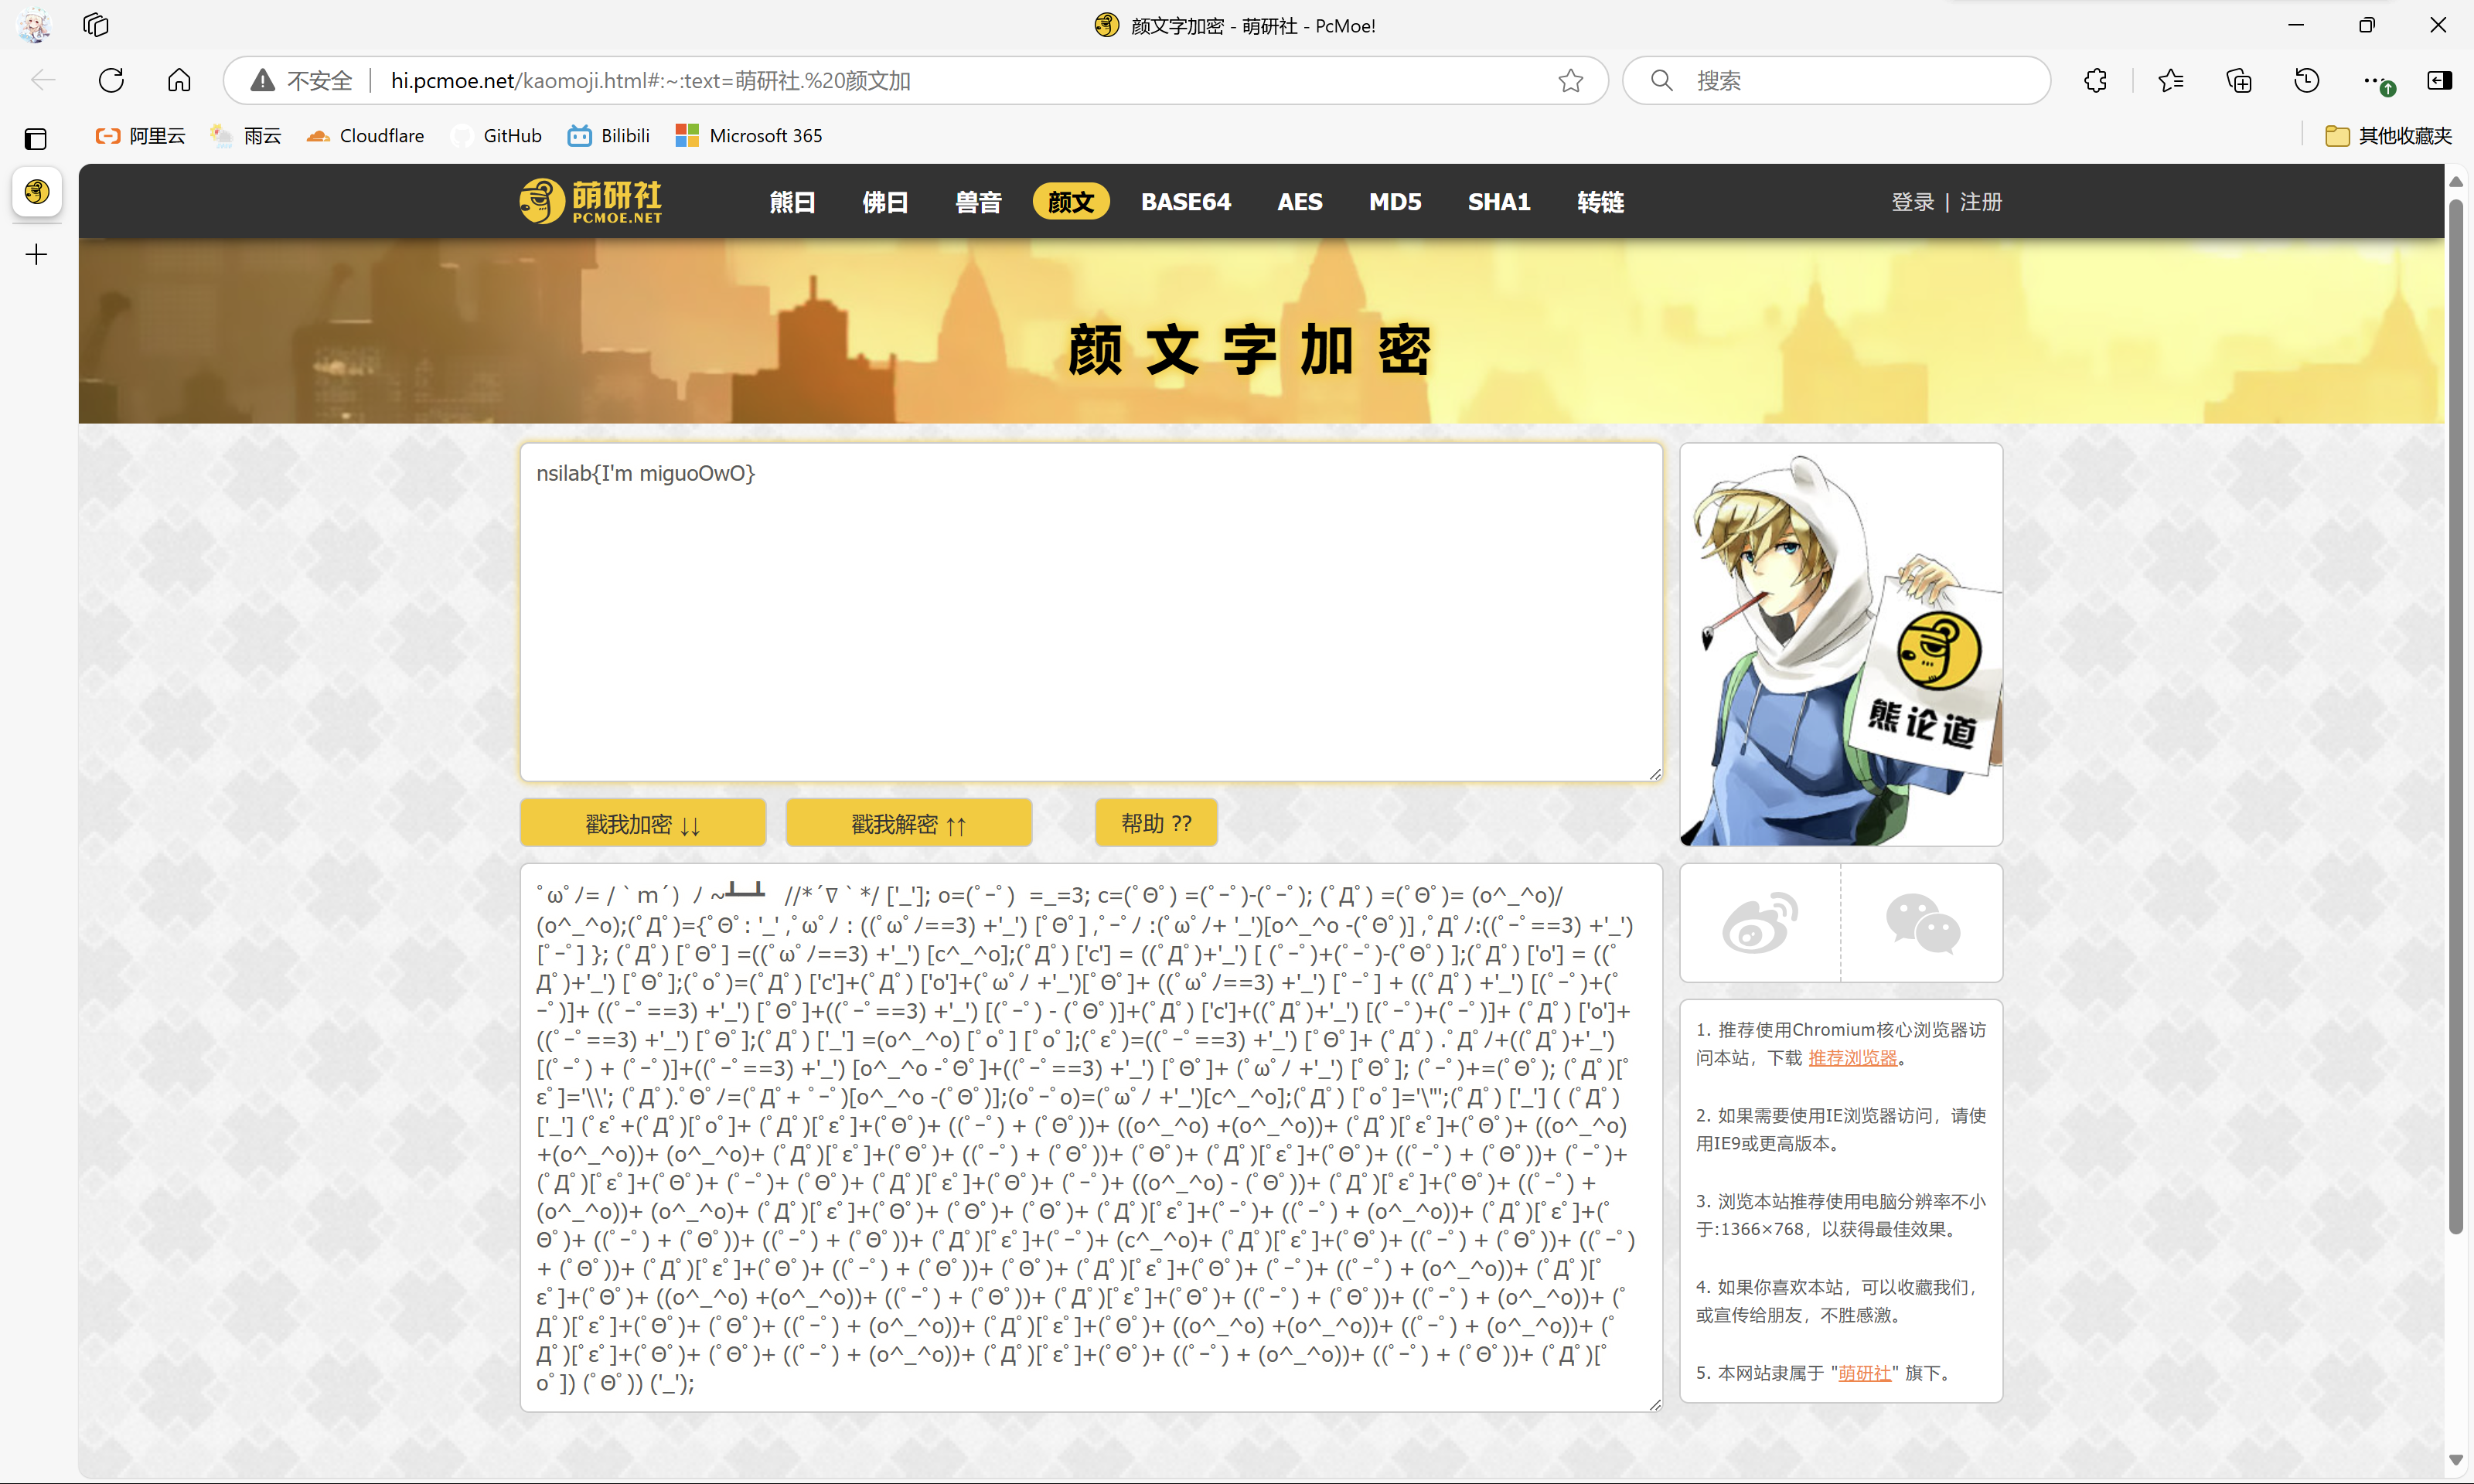 颜文字加密 - 萌研社 - PcMoe!
不安全
hi.pcmoe.net/kaomoji.html#:~:text=萌研社.%20颜文加
搜索
阿里云
雨云
Cloudflare
GitHub
Bilibili
Microsoft 365
其他收藏夹
萌研社
PCMOE.NET
熊曰
佛曰
兽音
颜文
BASE64
AES
MD5
SHA1
转链
登录 | 注册
颜文字加密
nsilab{I'm miguoOwO}
熊论道
戳我加密 ↓↓
戳我解密 ↑↑
帮助 ??
ﾟωﾟﾉ= /｀ｍ´）ﾉ ~┻━┻   //*´∇｀*/ ['_']; o=(ﾟｰﾟ)  =_=3; c=(ﾟΘﾟ) =(ﾟｰﾟ)-(ﾟｰﾟ); (ﾟДﾟ) =(ﾟΘﾟ)= (o^_^o)/
(o^_^o);(ﾟДﾟ)={ﾟΘﾟ: '_' ,ﾟωﾟﾉ : ((ﾟωﾟﾉ==3) +'_') [ﾟΘﾟ] ,ﾟｰﾟﾉ :(ﾟωﾟﾉ+ '_')[o^_^o -(ﾟΘﾟ)] ,ﾟДﾟﾉ:((ﾟｰﾟ==3) +'_')
[ﾟｰﾟ] }; (ﾟДﾟ) [ﾟΘﾟ] =((ﾟωﾟﾉ==3) +'_') [c^_^o];(ﾟДﾟ) ['c'] = ((ﾟДﾟ)+'_') [ (ﾟｰﾟ)+(ﾟｰﾟ)-(ﾟΘﾟ) ];(ﾟДﾟ) ['o'] = ((ﾟ
Дﾟ)+'_') [ﾟΘﾟ];(ﾟoﾟ)=(ﾟДﾟ) ['c']+(ﾟДﾟ) ['o']+(ﾟωﾟﾉ +'_')[ﾟΘﾟ]+ ((ﾟωﾟﾉ==3) +'_') [ﾟｰﾟ] + ((ﾟДﾟ) +'_') [(ﾟｰﾟ)+(ﾟ
ｰﾟ)]+ ((ﾟｰﾟ==3) +'_') [ﾟΘﾟ]+((ﾟｰﾟ==3) +'_') [(ﾟｰﾟ) - (ﾟΘﾟ)]+(ﾟДﾟ) ['c']+((ﾟДﾟ)+'_') [(ﾟｰﾟ)+(ﾟｰﾟ)]+ (ﾟДﾟ) ['o']+
((ﾟｰﾟ==3) +'_') [ﾟΘﾟ];(ﾟДﾟ) ['_'] =(o^_^o) [ﾟoﾟ] [ﾟoﾟ];(ﾟεﾟ)=((ﾟｰﾟ==3) +'_') [ﾟΘﾟ]+ (ﾟДﾟ) .ﾟДﾟﾉ+((ﾟДﾟ)+'_')
[(ﾟｰﾟ) + (ﾟｰﾟ)]+((ﾟｰﾟ==3) +'_') [o^_^o -ﾟΘﾟ]+((ﾟｰﾟ==3) +'_') [ﾟΘﾟ]+ (ﾟωﾟﾉ +'_') [ﾟΘﾟ]; (ﾟｰﾟ)+=(ﾟΘﾟ); (ﾟДﾟ)[ﾟ
εﾟ]='\\'; (ﾟДﾟ).ﾟΘﾟﾉ=(ﾟДﾟ+ ﾟｰﾟ)[o^_^o -(ﾟΘﾟ)];(oﾟｰﾟo)=(ﾟωﾟﾉ +'_')[c^_^o];(ﾟДﾟ) [ﾟoﾟ]='\"';(ﾟДﾟ) ['_'] ( (ﾟДﾟ)
['_'] (ﾟεﾟ+(ﾟДﾟ)[ﾟoﾟ]+ (ﾟДﾟ)[ﾟεﾟ]+(ﾟΘﾟ)+ ((ﾟｰﾟ) + (ﾟΘﾟ))+ ((o^_^o) +(o^_^o))+ (ﾟДﾟ)[ﾟεﾟ]+(ﾟΘﾟ)+ ((o^_^o)
+(o^_^o))+ (o^_^o)+ (ﾟДﾟ)[ﾟεﾟ]+(ﾟΘﾟ)+ ((ﾟｰﾟ) + (ﾟΘﾟ))+ (ﾟΘﾟ)+ (ﾟДﾟ)[ﾟεﾟ]+(ﾟΘﾟ)+ ((ﾟｰﾟ) + (ﾟΘﾟ))+ (ﾟｰﾟ)+
(ﾟДﾟ)[ﾟεﾟ]+(ﾟΘﾟ)+ (ﾟｰﾟ)+ (ﾟΘﾟ)+ (ﾟДﾟ)[ﾟεﾟ]+(ﾟΘﾟ)+ (ﾟｰﾟ)+ ((o^_^o) - (ﾟΘﾟ))+ (ﾟДﾟ)[ﾟεﾟ]+(ﾟΘﾟ)+ ((ﾟｰﾟ) +
(o^_^o))+ (o^_^o)+ (ﾟДﾟ)[ﾟεﾟ]+(ﾟΘﾟ)+ (ﾟΘﾟ)+ (ﾟΘﾟ)+ (ﾟДﾟ)[ﾟεﾟ]+(ﾟｰﾟ)+ ((ﾟｰﾟ) + (o^_^o))+ (ﾟДﾟ)[ﾟεﾟ]+(ﾟ
Θﾟ)+ ((ﾟｰﾟ) + (ﾟΘﾟ))+ ((ﾟｰﾟ) + (ﾟΘﾟ))+ (ﾟДﾟ)[ﾟεﾟ]+(ﾟｰﾟ)+ (c^_^o)+ (ﾟДﾟ)[ﾟεﾟ]+(ﾟΘﾟ)+ ((ﾟｰﾟ) + (ﾟΘﾟ))+ ((ﾟｰﾟ)
+ (ﾟΘﾟ))+ (ﾟДﾟ)[ﾟεﾟ]+(ﾟΘﾟ)+ ((ﾟｰﾟ) + (ﾟΘﾟ))+ (ﾟΘﾟ)+ (ﾟДﾟ)[ﾟεﾟ]+(ﾟΘﾟ)+ (ﾟｰﾟ)+ ((ﾟｰﾟ) + (o^_^o))+ (ﾟДﾟ)[ﾟ
εﾟ]+(ﾟΘﾟ)+ ((o^_^o) +(o^_^o))+ ((ﾟｰﾟ) + (ﾟΘﾟ))+ (ﾟДﾟ)[ﾟεﾟ]+(ﾟΘﾟ)+ ((ﾟｰﾟ) + (ﾟΘﾟ))+ ((ﾟｰﾟ) + (o^_^o))+ (ﾟ
Дﾟ)[ﾟεﾟ]+(ﾟΘﾟ)+ (ﾟΘﾟ)+ ((ﾟｰﾟ) + (o^_^o))+ (ﾟДﾟ)[ﾟεﾟ]+(ﾟΘﾟ)+ ((o^_^o) +(o^_^o))+ ((ﾟｰﾟ) + (o^_^o))+ (ﾟ
Дﾟ)[ﾟεﾟ]+(ﾟΘﾟ)+ (ﾟΘﾟ)+ ((ﾟｰﾟ) + (o^_^o))+ (ﾟДﾟ)[ﾟεﾟ]+(ﾟΘﾟ)+ ((ﾟｰﾟ) + (o^_^o))+ ((ﾟｰﾟ) + (ﾟΘﾟ))+ (ﾟДﾟ)[ﾟ
oﾟ]) (ﾟΘﾟ)) ('_');
1. 推荐使用Chromium核心浏览器访
问本站，下载 推荐浏览器。
2. 如果需要使用IE浏览器访问，请使
用IE9或更高版本。
3. 浏览本站推荐使用电脑分辨率不小
于:1366×768，以获得最佳效果。
4. 如果你喜欢本站，可以收藏我们，
或宣传给朋友，不胜感激。
5. 本网站隶属于 "萌研社" 旗下。